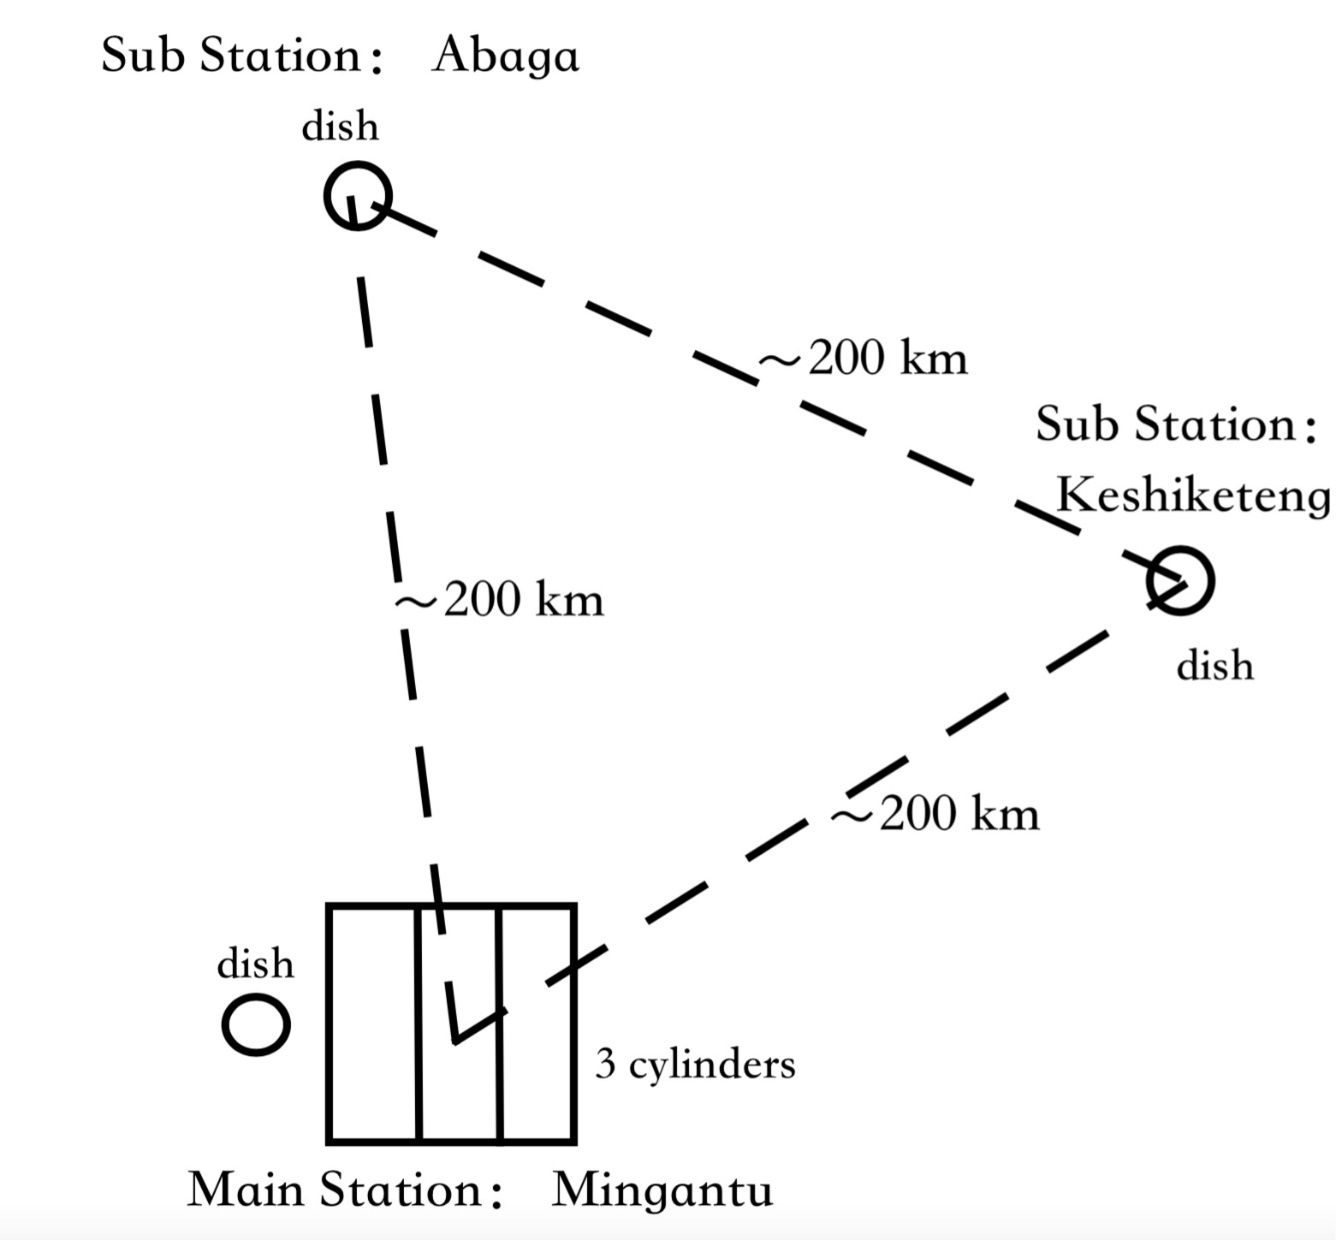 Sub Station： Abaga
dish
~200 km
Sub Station：
Keshiketeng
~200 km
dish
~200 km
dish
3 cylinders
Main Station： Mingantu